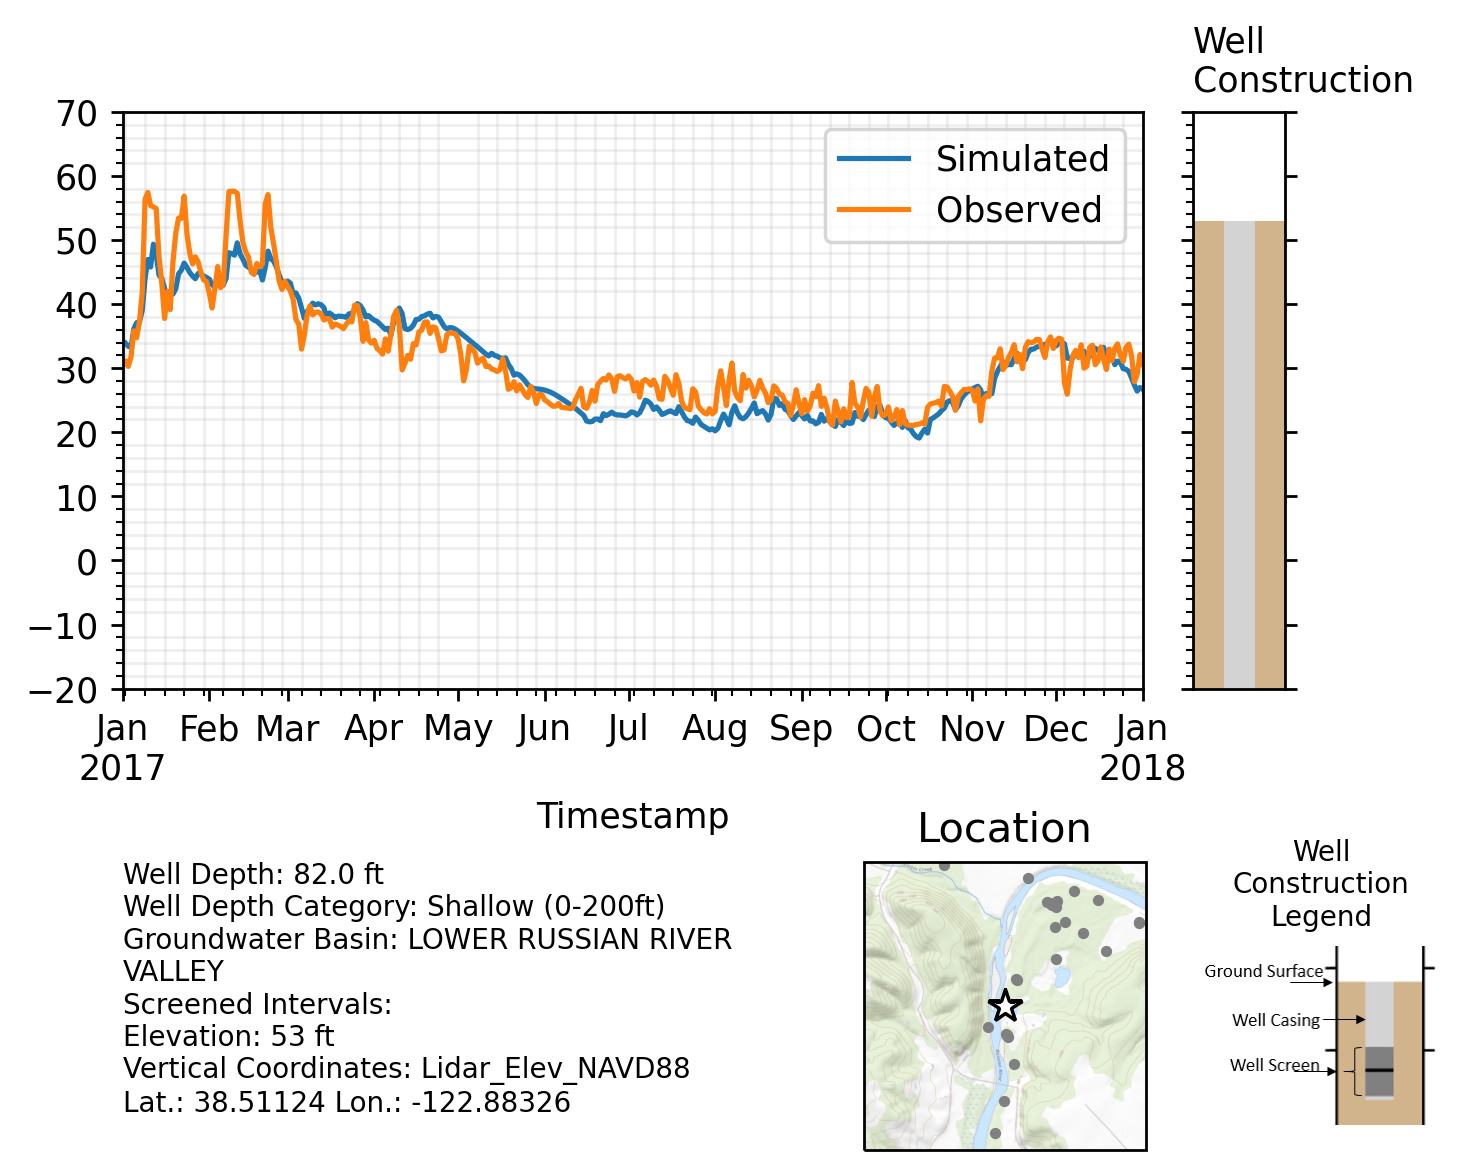 Well
Construction
70
60
50
40
30
20
10
0
−10
−20
Simulated
Observed
Jan Feb Mar Apr May Jun Jul Aug Sep Oct Nov Dec Jan
2017 2018
Timestamp
Well Depth: 82.0 ft
Well Depth Category: Shallow (0-200ft)
Groundwater Basin: LOWER RUSSIAN RIVER
VALLEY
Screened Intervals:
Elevation: 53 ft
Vertical Coordinates: Lidar_Elev_NAVD88
Lat.: 38.51124 Lon.: -122.88326
Location
Well
Construction
Legend
Ground Surface
Well Casing
Well Screen